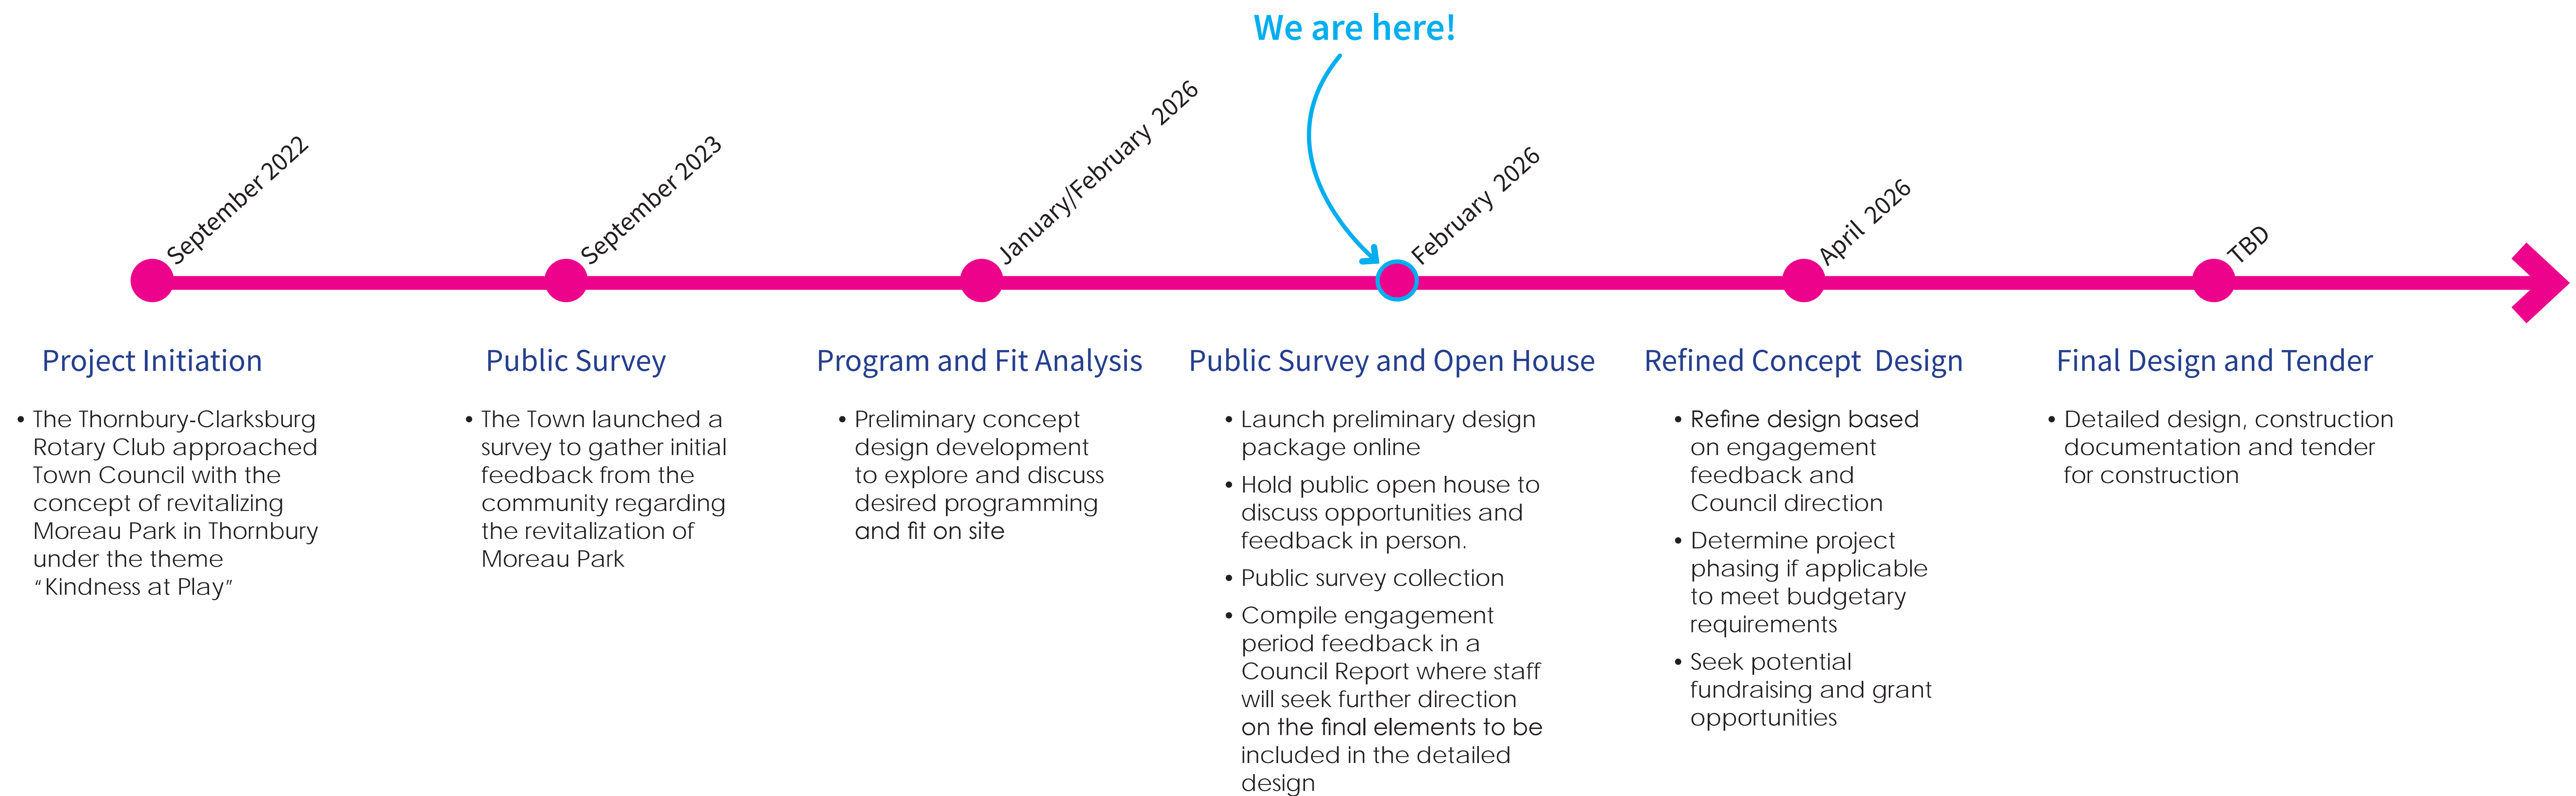 We are here!
September 2022
September 2023
January/February 2026
February 2026
April 2026
TBD
Project Initiation
• The Thornbury-Clarksburg
Rotary Club approached
Town Council with the
concept of revitalizing
Moreau Park in Thornbury
under the theme
“Kindness at Play”
Public Survey
• The Town launched a
survey to gather initial
feedback from the
community regarding
the revitalization of
Moreau Park
Program and Fit Analysis
• Preliminary concept
design development
to explore and discuss
desired programming
and fit on site
Public Survey and Open House
• Launch preliminary design
package online
• Hold public open house to
discuss opportunities and
feedback in person.
• Public survey collection
• Compile engagement
period feedback in a
Council Report where staff
will seek further direction
on the final elements to be
included in the detailed
design
Refined Concept Design
• Refine design based
on engagement
feedback and
Council direction
• Determine project
phasing if applicable
to meet budgetary
requirements
• Seek potential
fundraising and grant
opportunities
Final Design and Tender
• Detailed design, construction
documentation and tender
for construction